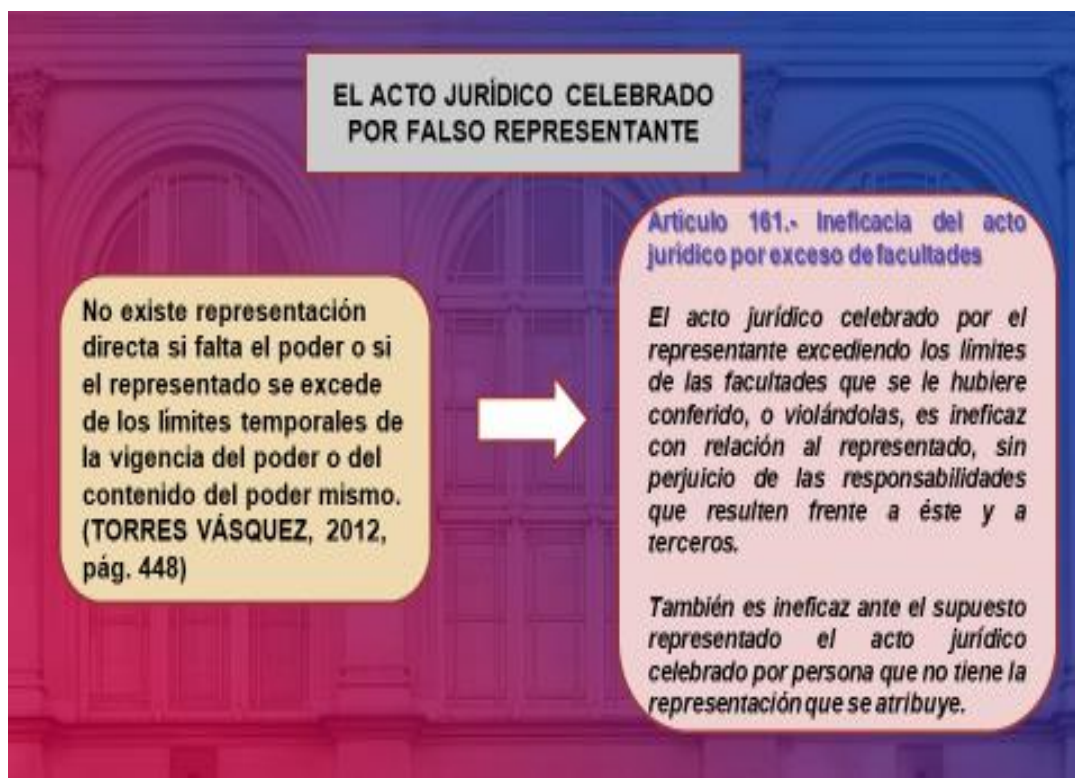 EL ACTO JURÍDICO CELEBRADO
POR FALSO REPRESENTANTE
No existe representación
directa si falta el poder o si
el representado se excede
de los límites temporales de
la vigencia del poder o del
contenido del poder mismo.
(TORRES VÁSQUEZ, 2012,
pág. 448)
Artículo 161.- Ineficacia del acto
jurídico por exceso de facultades
El acto jurídico celebrado por el
representante excediendo los límites
de las facultades que se le hubiere
conferido, o violándolas, es ineficaz
con relación al representado, sin
perjuicio de las responsabilidades
que resulten frente a éste y a
terceros.
También es ineficaz ante el supuesto
representado el acto jurídico
celebrado por persona que no tiene la
representación que se atribuye.